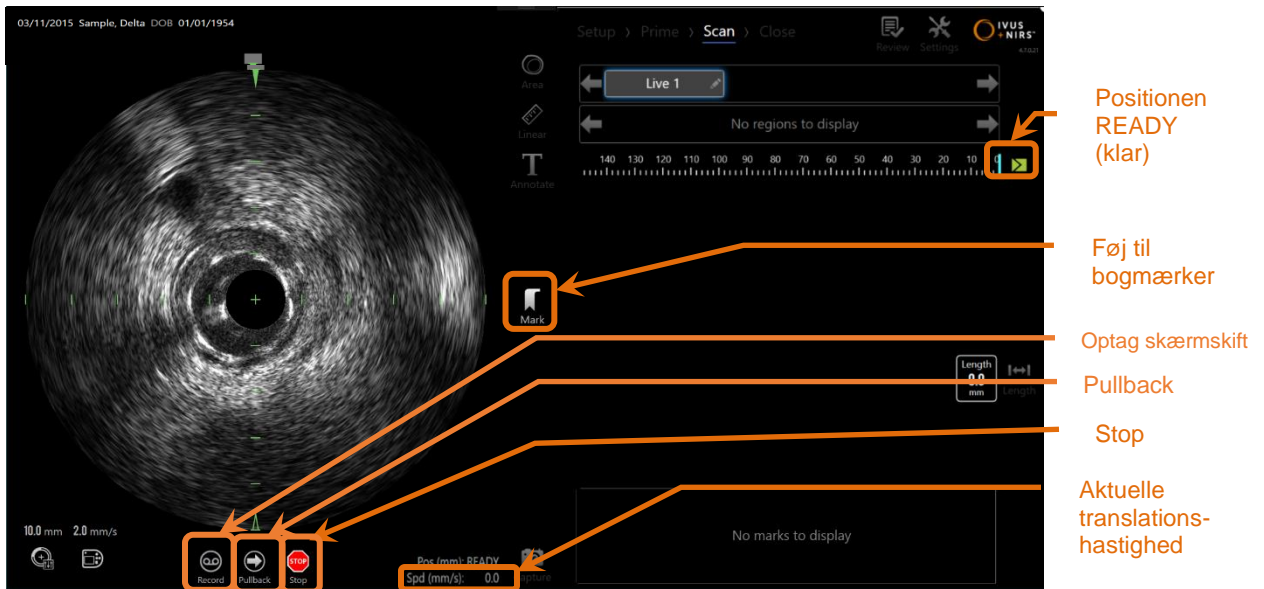 03/11/2015 Sample, Delta DOB 01/01/1954
Setup › Prime › Scan › Close
Review
Settings
IVUS
+NIRS
Area
Linear
T
Annotate
Live 1
No regions to display
140 130 120 110 100 90 80 70 60 50 40 30 20 10 0
Mark
Length
0.0
mm
Length
No marks to display
10.0 mm 2.0 mm/s
Record
Pullback
STOP
Stop
Pos (mm): READY
Spd (mm/s): 0.0
Capture
Positionen
READY
(klar)
Føj til
bogmærker
Optag skærmskift
Pullback
Stop
Aktuelle
translations-
hastighed